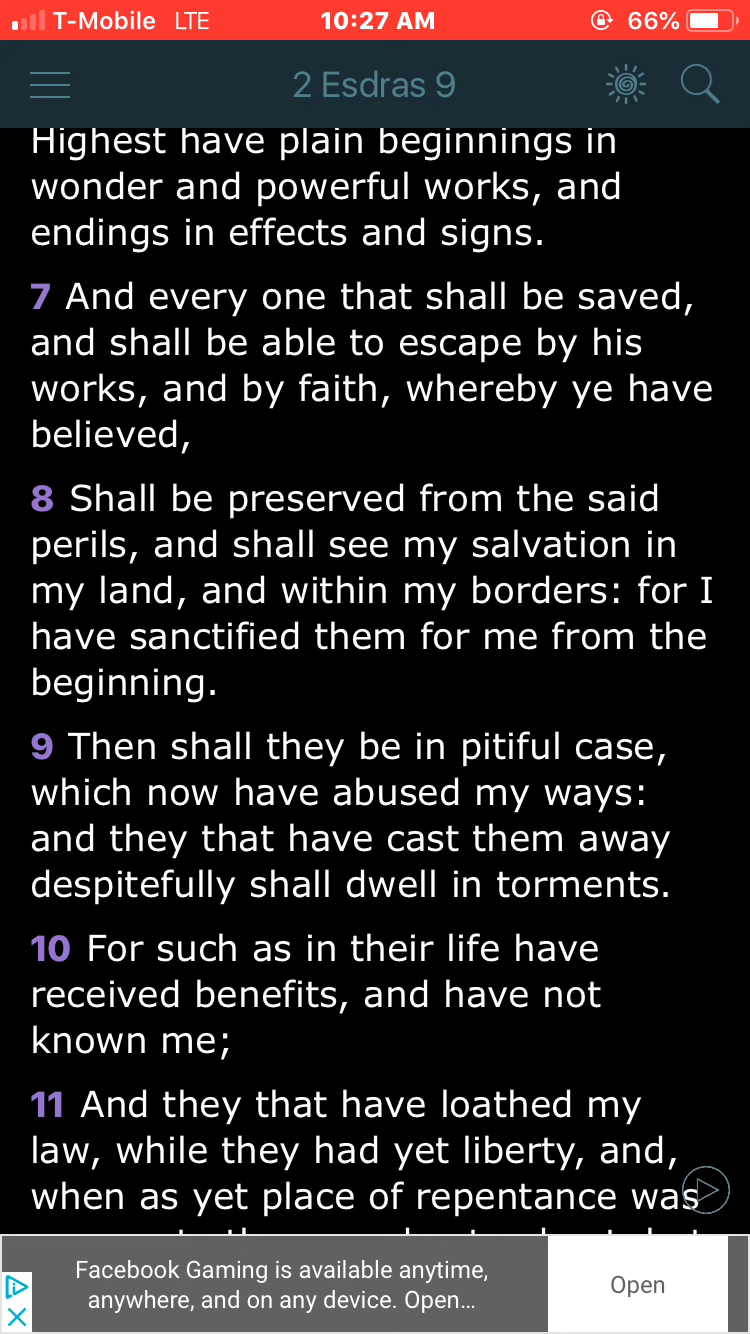 T-Mobile LTE 10:27 AM 66%
2 Esdras 9
Highest have plain beginnings in
wonder and powerful works, and
endings in effects and signs.
7 And every one that shall be saved,
and shall be able to escape by his
works, and by faith, whereby ye have
believed,
8 Shall be preserved from the said
perils, and shall see my salvation in
my land, and within my borders: for I
have sanctified them for me from the
beginning.
9 Then shall they be in pitiful case,
which now have abused my ways:
and they that have cast them away
despitefully shall dwell in torments.
10 For such as in their life have
received benefits, and have not
known me;
11 And they that have loathed my
law, while they had yet liberty, and,
when as yet place of repentance was
Facebook Gaming is available anytime,
anywhere, and on any device. Open...
Open